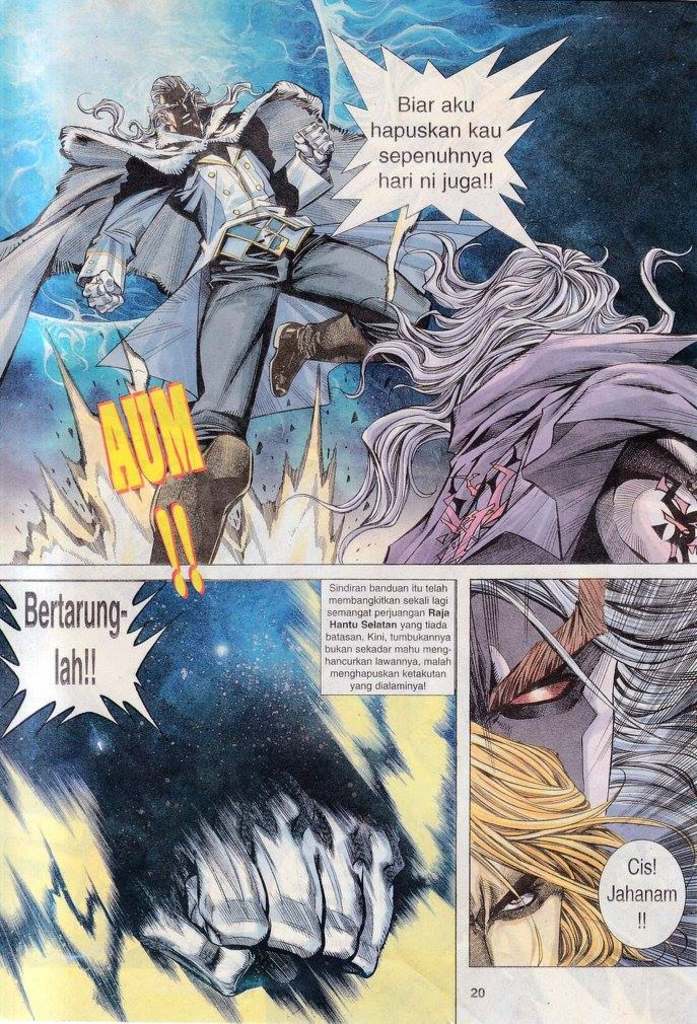 Biar aku
hapuskan kau
sepenuhnya
hari ni juga!!
AUM
!!
Bertarung-
lah!!
Sindiran banduan itu telah
membangkitkan sekali lagi
semangat perjuangan Raja
Hantu Selatan yang tiada
batasan. Kini, tumbukannya
bukan sekadar mahu meng-
hancurkan lawannya, malah
menghapuskan ketakutan
yang dialaminya!
Cis!
Jahanam
!!
20